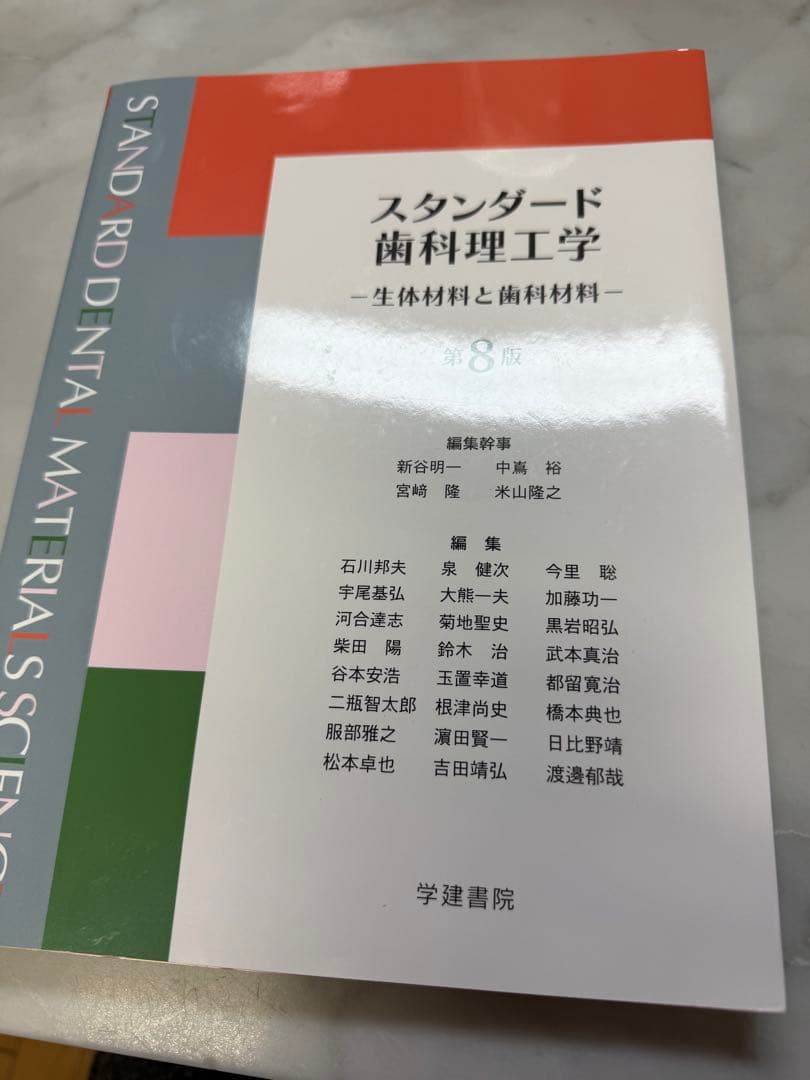 STANDARD DENTAL MATERIALS SCIENC
スタンダード
歯科理工学
−生体材料と歯科材料−
第8版
編集幹事
新谷明一 中嶌 裕
宮﨑 隆 米山隆之
編 集
石川邦夫 泉 健次 今里 聡
宇尾基弘 大熊一夫 加藤功一
河合達志 菊地聖史 黒岩昭弘
柴田 陽 鈴木 治 武本真治
谷本安浩 玉置幸道 都留寛治
二瓶智太郎 根津尚史 橋本典也
服部雅之 濵田賢一 日比野靖
松本卓也 吉田靖弘 渡邊郁哉
学建書院